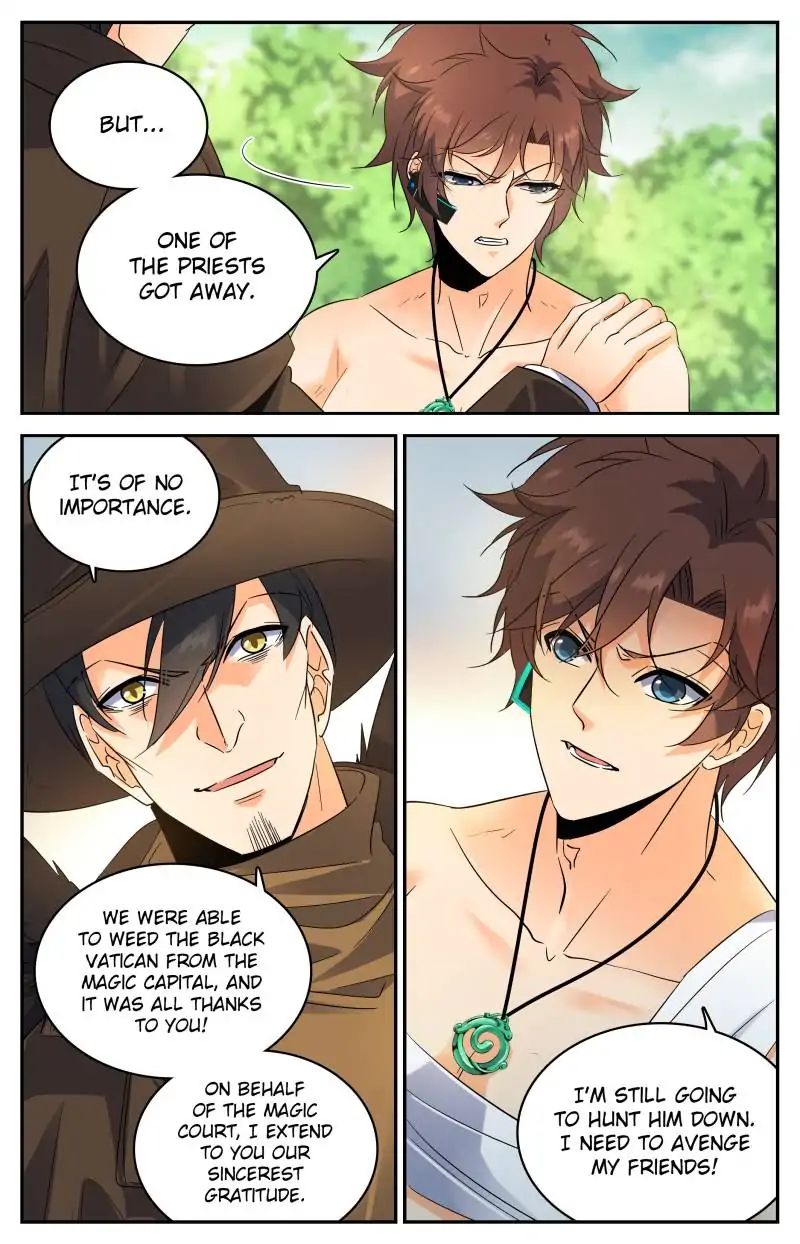 BUT...
ONE OF
THE PRIESTS
GOT AWAY.
IT'S OF NO
IMPORTANCE.
WE WERE ABLE
TO WEED THE BLACK
VATICAN FROM THE
MAGIC CAPITAL, AND
IT WAS ALL THANKS
TO YOU!
ON BEHALF
OF THE MAGIC
COURT, I EXTEND
TO YOU OUR
SINCEREST
GRATITUDE.
I'M STILL GOING
TO HUNT HIM DOWN.
I NEED TO AVENGE
MY FRIENDS!